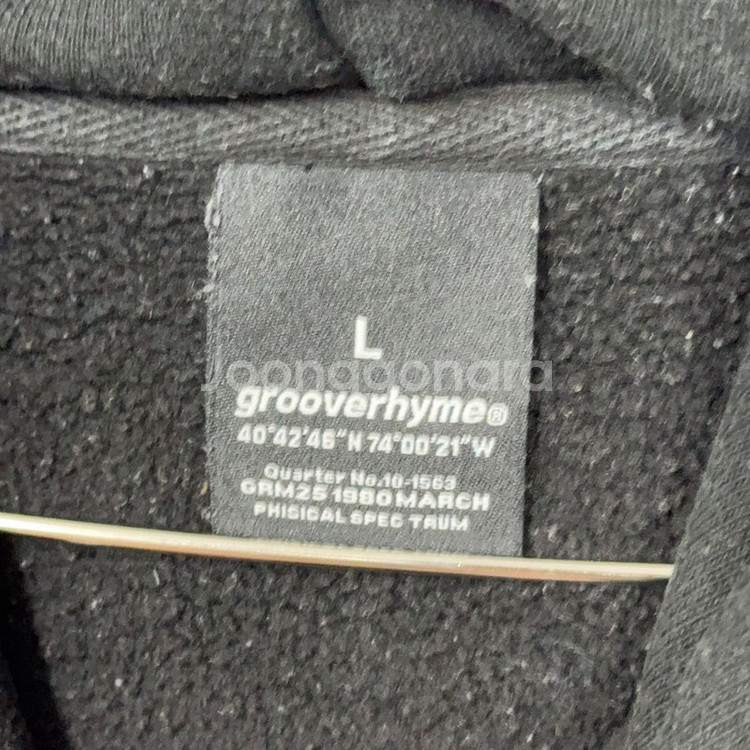 L
Joonggonara
grooverhyme®
40°42'46"N 74°00'21"W
Quarter No.10-1563
GRM25 1980 MARCH
PHISICAL SPEC TRUM